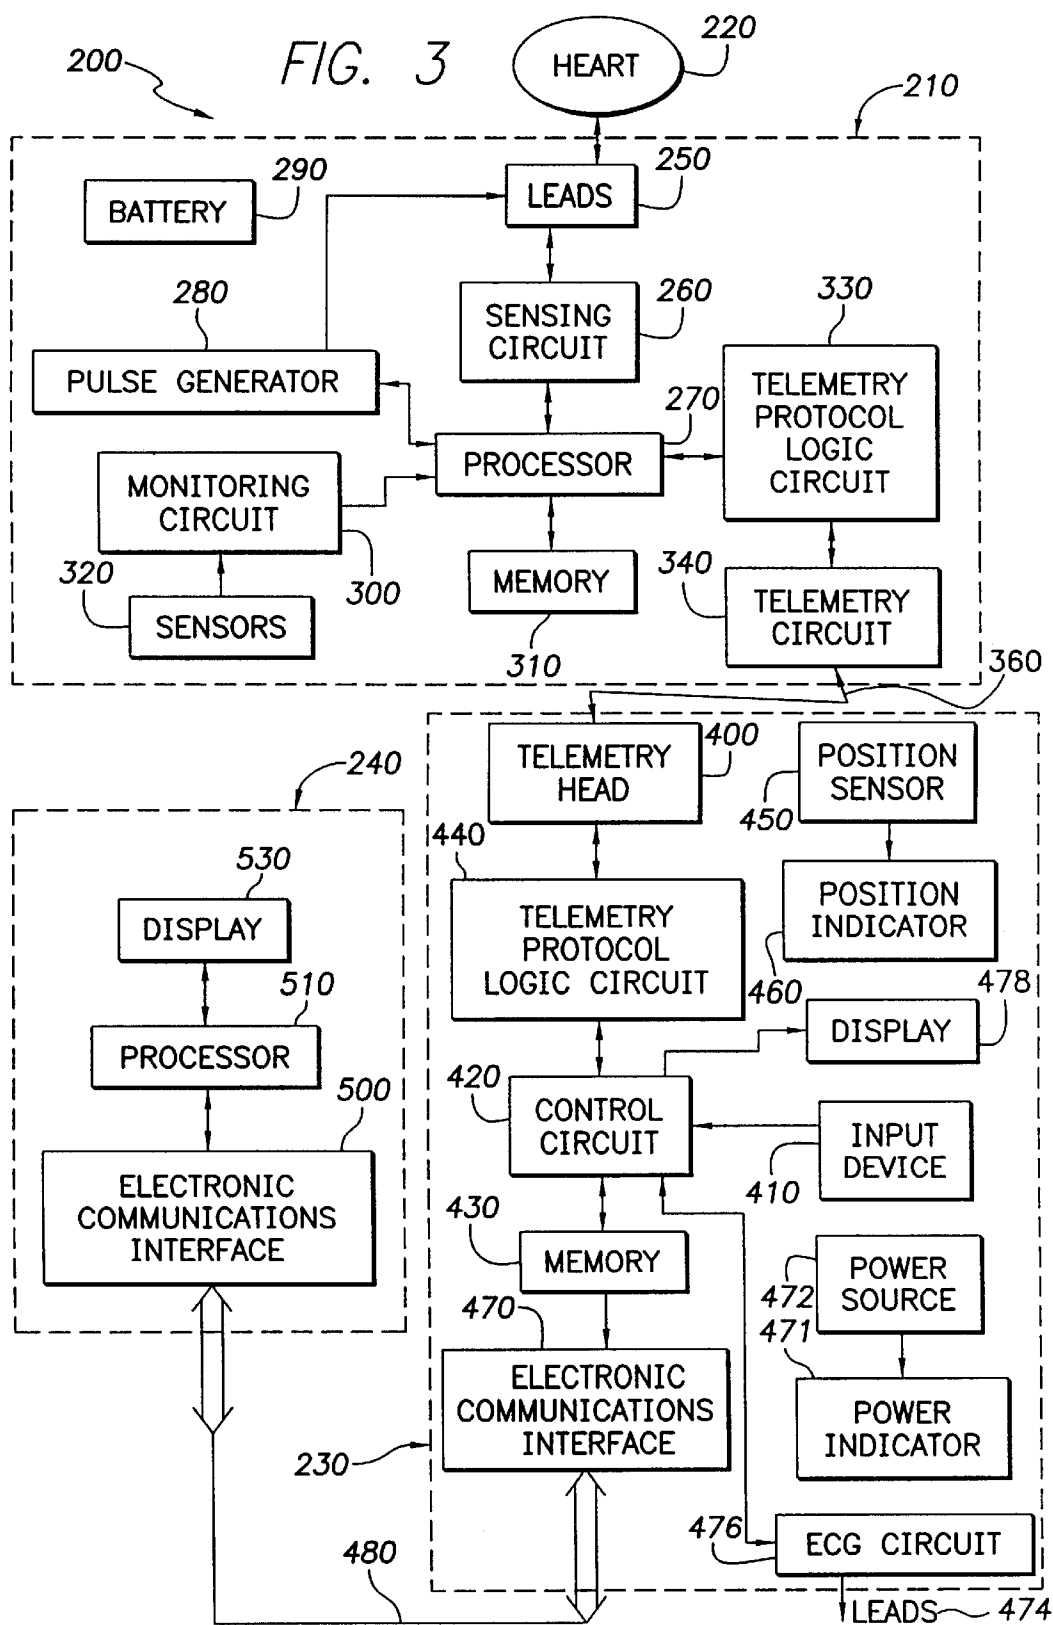 FIG. 3
200
HEART
220
210
BATTERY
290
LEADS
250
280
PULSE GENERATOR
SENSING
CIRCUIT
260
330
TELEMETRY
PROTOCOL
LOGIC
CIRCUIT
270
PROCESSOR
MONITORING
CIRCUIT
300
320
SENSORS
MEMORY
310
340
TELEMETRY
CIRCUIT
360
TELEMETRY
HEAD
400
POSITION
SENSOR
450
240
440
TELEMETRY
PROTOCOL
LOGIC CIRCUIT
POSITION
INDICATOR
460
530
DISPLAY
510
PROCESSOR
478
DISPLAY
420
CONTROL
CIRCUIT
INPUT
DEVICE
410
500
ELECTRONIC
COMMUNICATIONS
INTERFACE
430
MEMORY
POWER
SOURCE
472
470
ELECTRONIC
COMMUNICATIONS
INTERFACE
471
POWER
INDICATOR
230
476
ECG CIRCUIT
480
LEADS
474